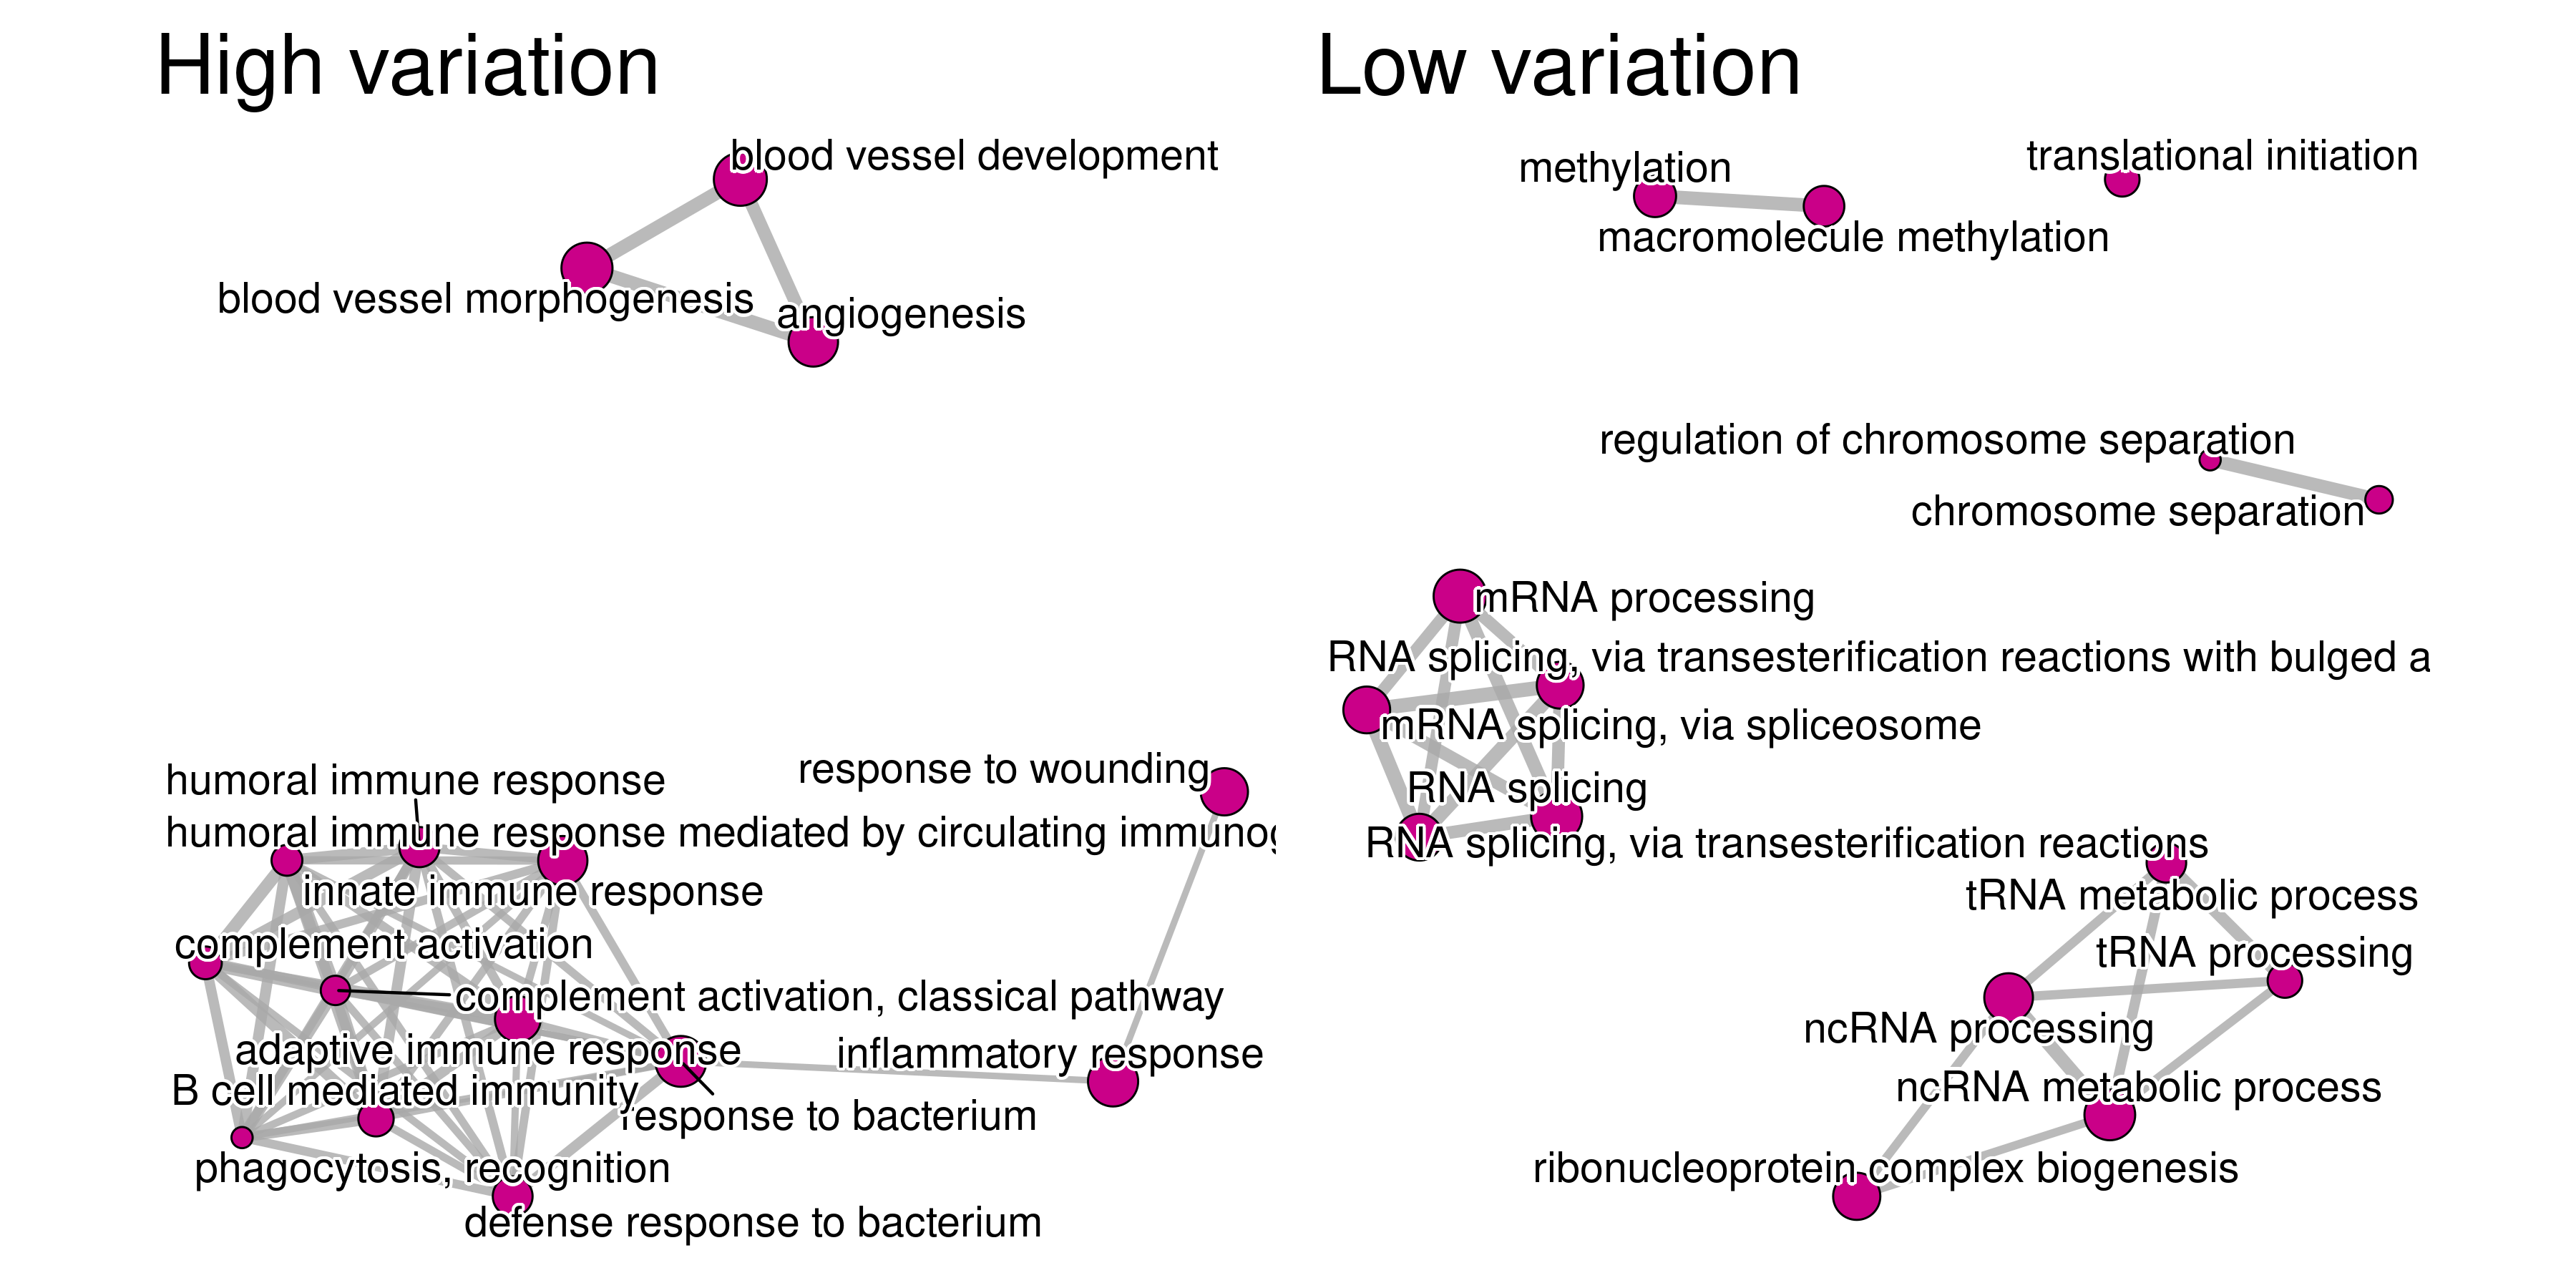 High variation
blood vessel development
blood vessel morphogenesis
angiogenesis
humoral immune response
response to wounding
humoral immune response mediated by circulating
innate immune response
complement activation
complement activation, classical pathway
adaptive immune response
inflammatory response
B cell mediated immunity
response to bacterium
phagocytosis, recognition
defense response to bacterium
Low variation
methylation
translational initiation
macromolecule methylation
regulation of chromosome separation
chromosome separation
mRNA processing
RNA splicing, via transesterification reactions with bulged a
mRNA splicing, via spliceosome
RNA splicing
RNA splicing, via transesterification reactions
tRNA metabolic process
tRNA processing
ncRNA processing
ncRNA metabolic process
ribonucleoprotein complex biogenesis